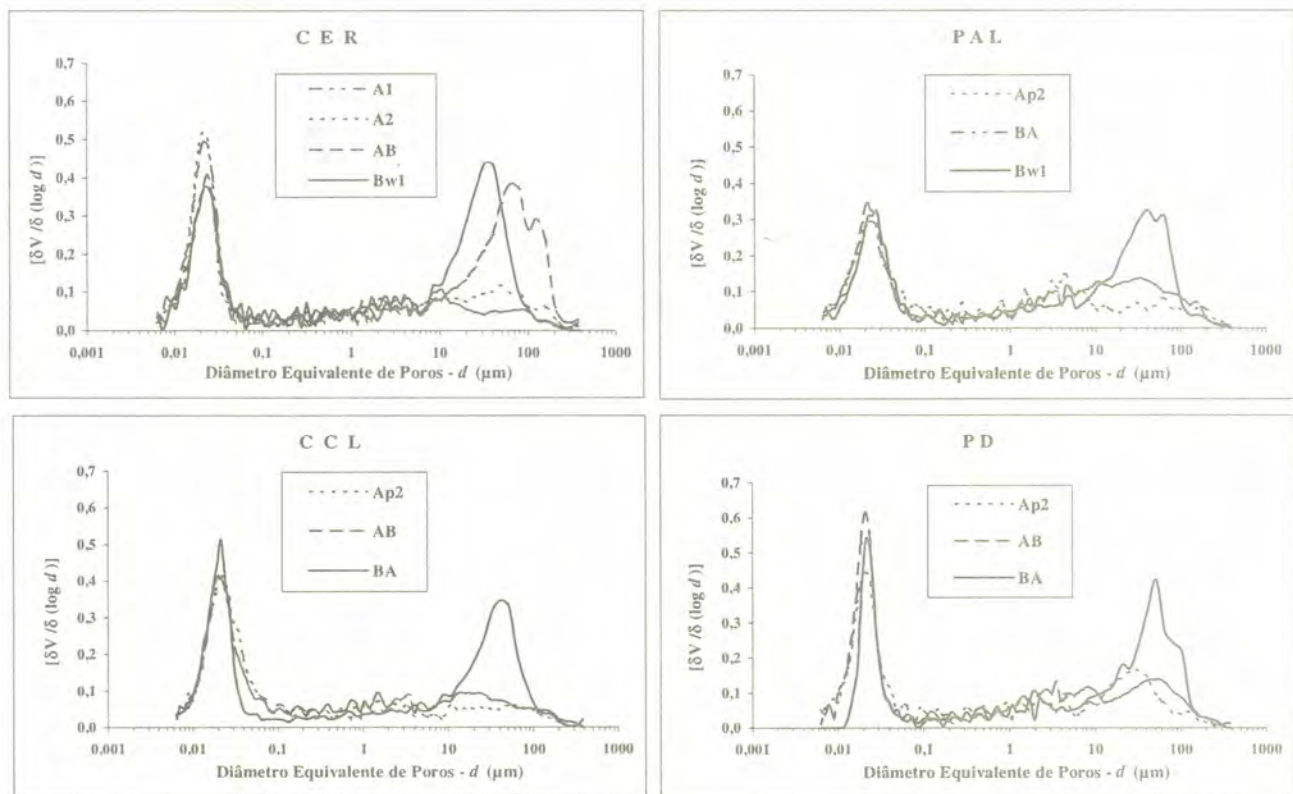 C E R
0,7
0,6
0,5
0,4
0,3
0,2
0,1
0,0
[δV /δ (log d )]
A1
A2
AB
Bw1
0,001 0,01 0,1 1 10 100 1000
Diâmetro Equivalente de Poros - d (µm)
PAL
0,7
0,6
0,5
0,4
0,3
0,2
0,1
0,0
[δV /δ (log d )]
Ap2
BA
Bw1
0,001 0,01 0,1 1 10 100 1000
Diâmetro Equivalente de Poros - d (µm)
C C L
0,7
0,6
0,5
0,4
0,3
0,2
0,1
0,0
[δV /δ (log d )]
Ap2
AB
BA
0,001 0,01 0,1 1 10 100 1000
Diâmetro Equivalente de Poros - d (µm)
PD
0,7
0,6
0,5
0,4
0,3
0,2
0,1
0,0
[δV /δ (log d )]
Ap2
AB
BA
0,001 0,01 0,1 1 10 100 1000
Diâmetro Equivalente de Poros - d (µm)